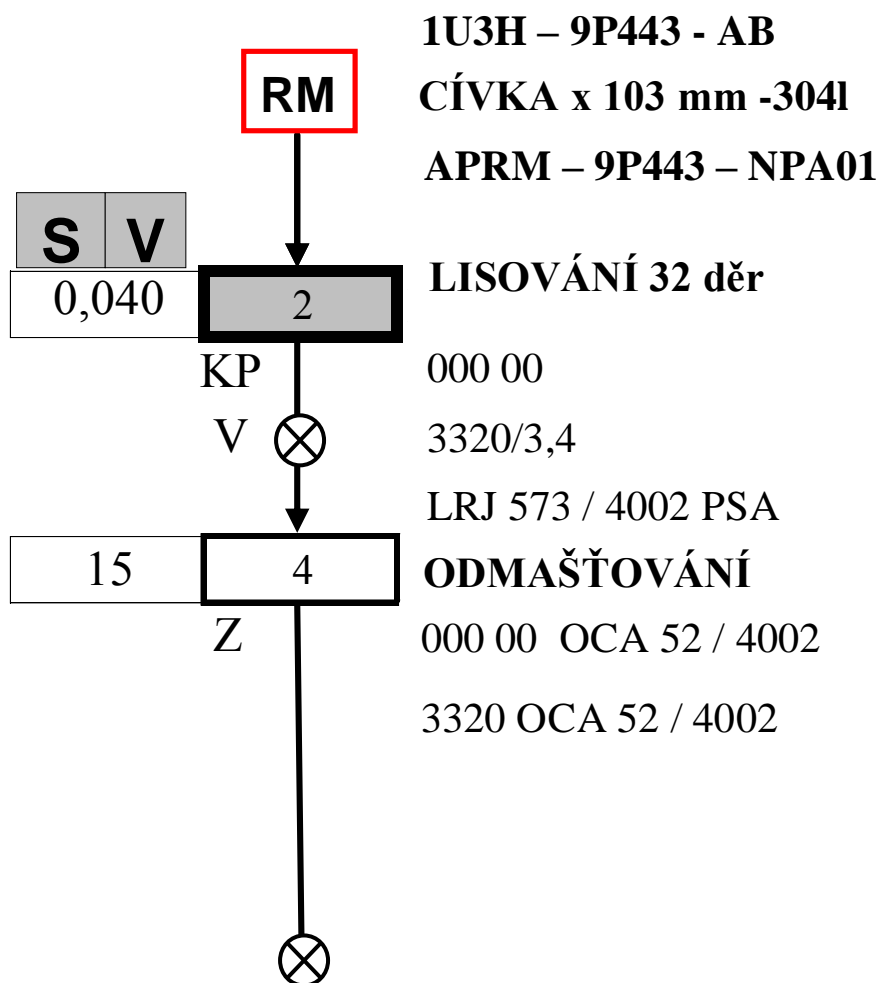 1U3H – 9P443 - AB
RM
CÍVKA x 103 mm -304l
APRM – 9P443 – NPA01
S V
LISOVÁNÍ 32 děr
0,040
2
KP
000 00
V
3320/3,4
LRJ 573 / 4002 PSA
15
4
ODMAŠŤOVÁNÍ
Z
000 00 OCA 52 / 4002
3320 OCA 52 / 4002